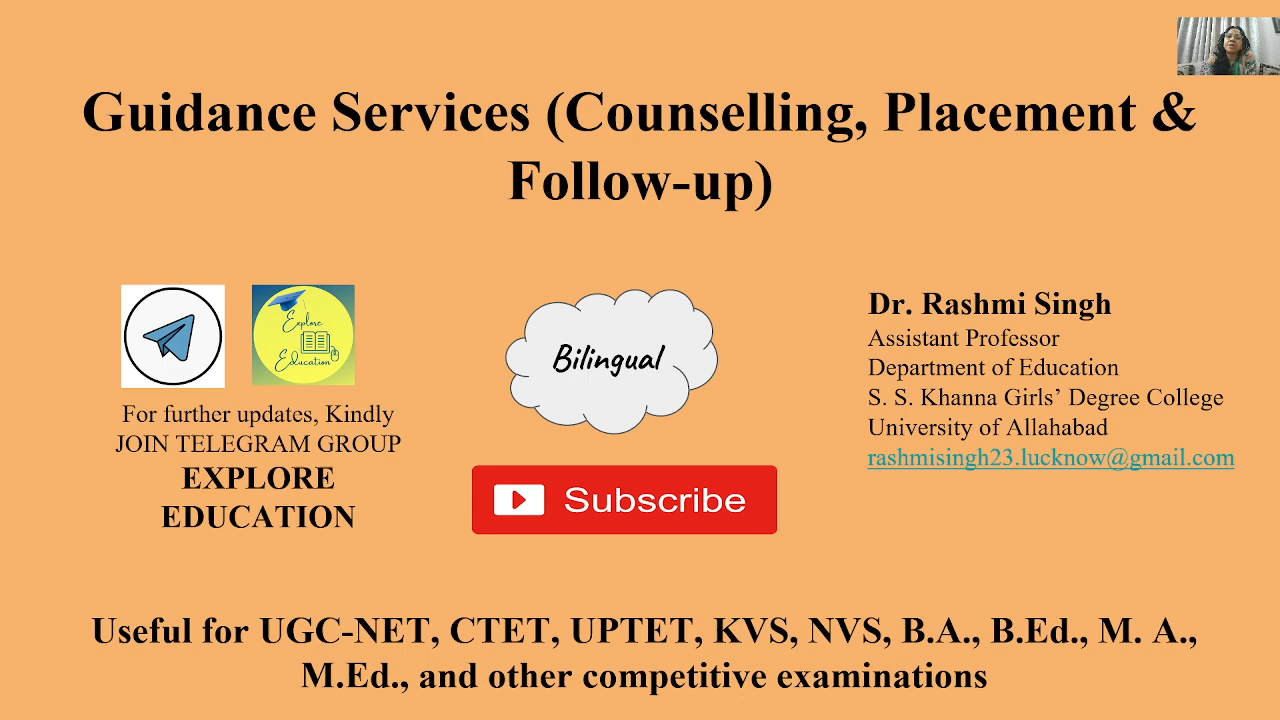 Guidance Services (Counselling, Placement &
Follow-up)
Explore
Education
For further updates, Kindly
JOIN TELEGRAM GROUP
EXPLORE
EDUCATION
Bilingual
Subscribe
Dr. Rashmi Singh
Assistant Professor
Department of Education
S. S. Khanna Girls’ Degree College
University of Allahabad
rashmisingh23.lucknow@gmail.com
Useful for UGC-NET, CTET, UPTET, KVS, NVS, B.A., B.Ed., M. A.,
M.Ed., and other competitive examinations